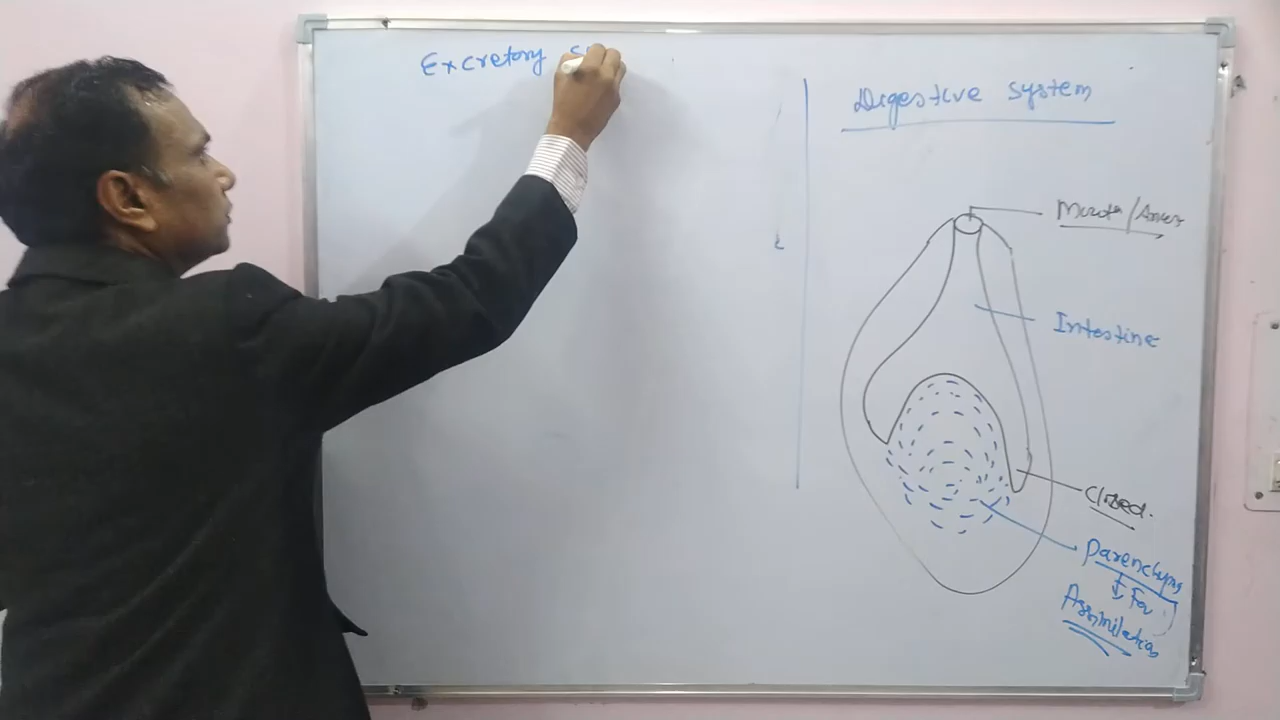 Excretory S
Digestive system
Mouth/Anus
Intestine
Closed.
Parenchyma
For
Assimilation